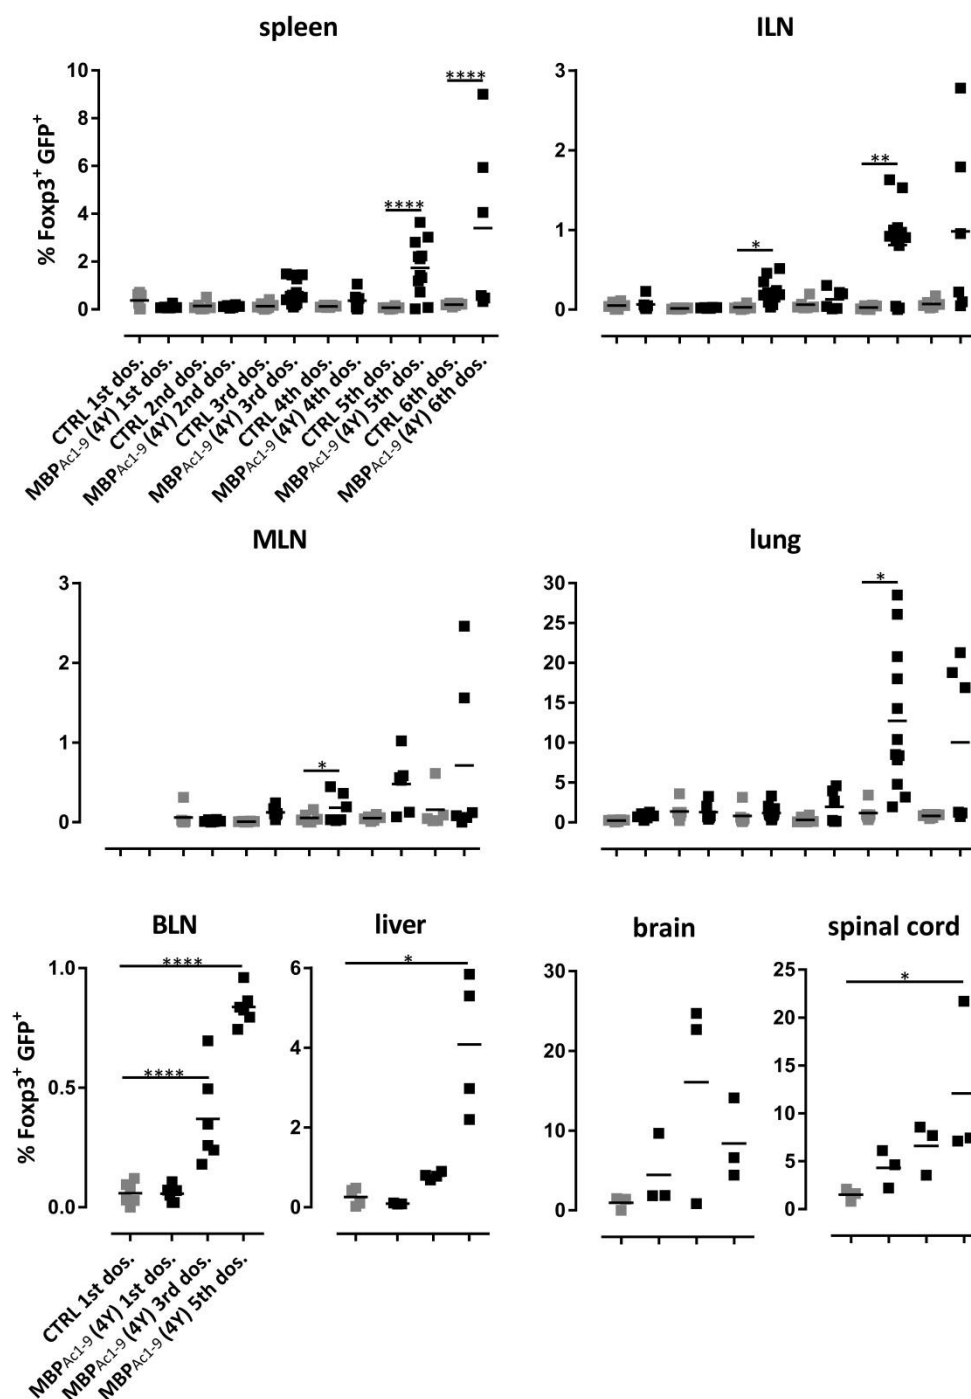 spleen
ILN
% Foxp3+ GFP+
10
8
6
4
2
0
****
****
3
2
1
0
*
**
CTRL 1st dos.
MBPAc1-9 (4Y) 1st dos.
CTRL 2nd dos.
MBPAc1-9 (4Y) 2nd dos.
CTRL 3rd dos.
MBPAc1-9 (4Y) 3rd dos.
CTRL 4th dos.
MBPAc1-9 (4Y) 4th dos.
CTRL 5th dos.
MBPAc1-9 (4Y) 5th dos.
CTRL 6th dos.
MBPAc1-9 (4Y) 6th dos.
MLN
lung
3
2
1
0
*
30
25
20
15
10
5
0
*
BLN
liver
brain
spinal cord
% Foxp3+ GFP+
1.0
0.5
0.0
****
****
6
4
2
0
*
30
20
10
0
25
20
15
10
5
0
*
CTRL 1st dos.
MBPAc1-9 (4Y) 1st dos.
MBPAc1-9 (4Y) 3rd dos.
MBPAc1-9 (4Y) 5th dos.